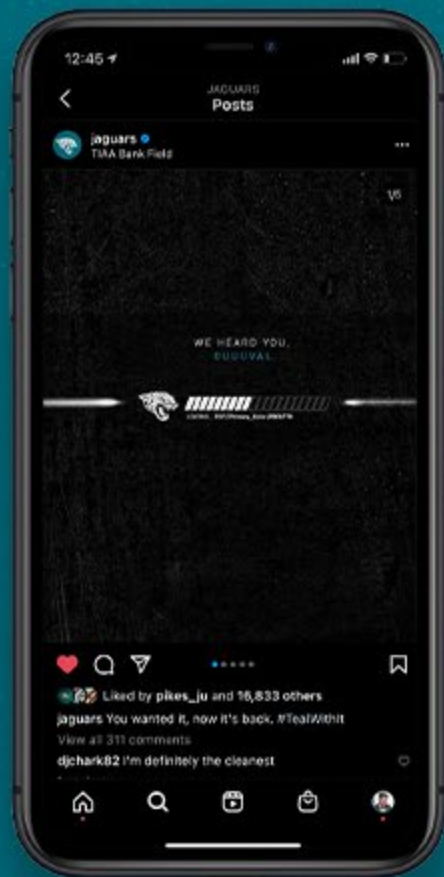 12:45
JAGUARS
Posts
jaguars
TIAA Bank Field
1/5
WE HEARD YOU,
DUUUVAL
Liked by pikes_ju and 16,833 others
jaguars You wanted it, now it's back. #TealWithIt
View all 311 comments
djchark82 I'm definitely the cleanest